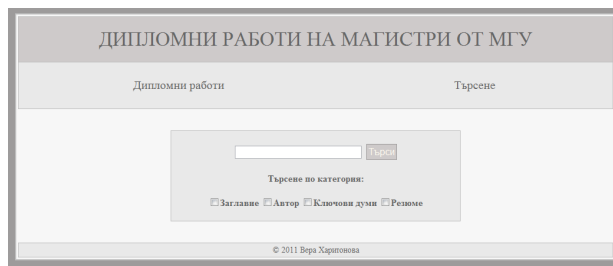 ДИПЛОМНИ РАБОТИ НА МАГИСТРИ ОТ МГУ
Дипломни работи Търсене
Търси
Търсене по категория:
Заглавие Автор Ключови думи Резюме
© 2011 Вера Харитонова